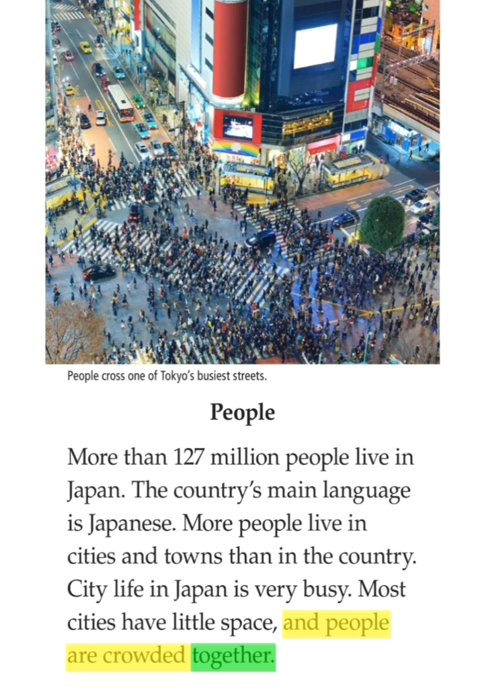 People cross one of Tokyo's busiest streets.
People
More than 127 million people live in
Japan. The country's main language
is Japanese. More people live in
cities and towns than in the country.
City life in Japan is very busy. Most
cities have little space, and people
are crowded together.